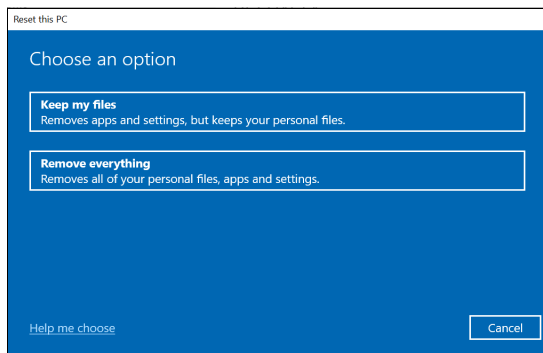 Reset this PC
Choose an option
Keep my files
Removes apps and settings, but keeps your personal files.
Remove everything
Removes all of your personal files, apps and settings.
Help me choose
Cancel